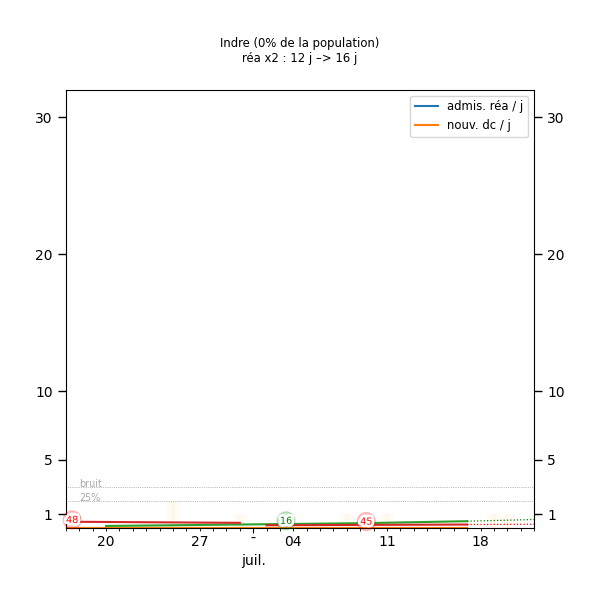 Indre (0% de la population)
réa x2 : 12 j –> 16 j
admis. réa / j
nouv. dc / j
30 30
20 20
10 10
5 5
bruit
25%
1 1
48 16 45
20 27 - 04 11 18
juil.